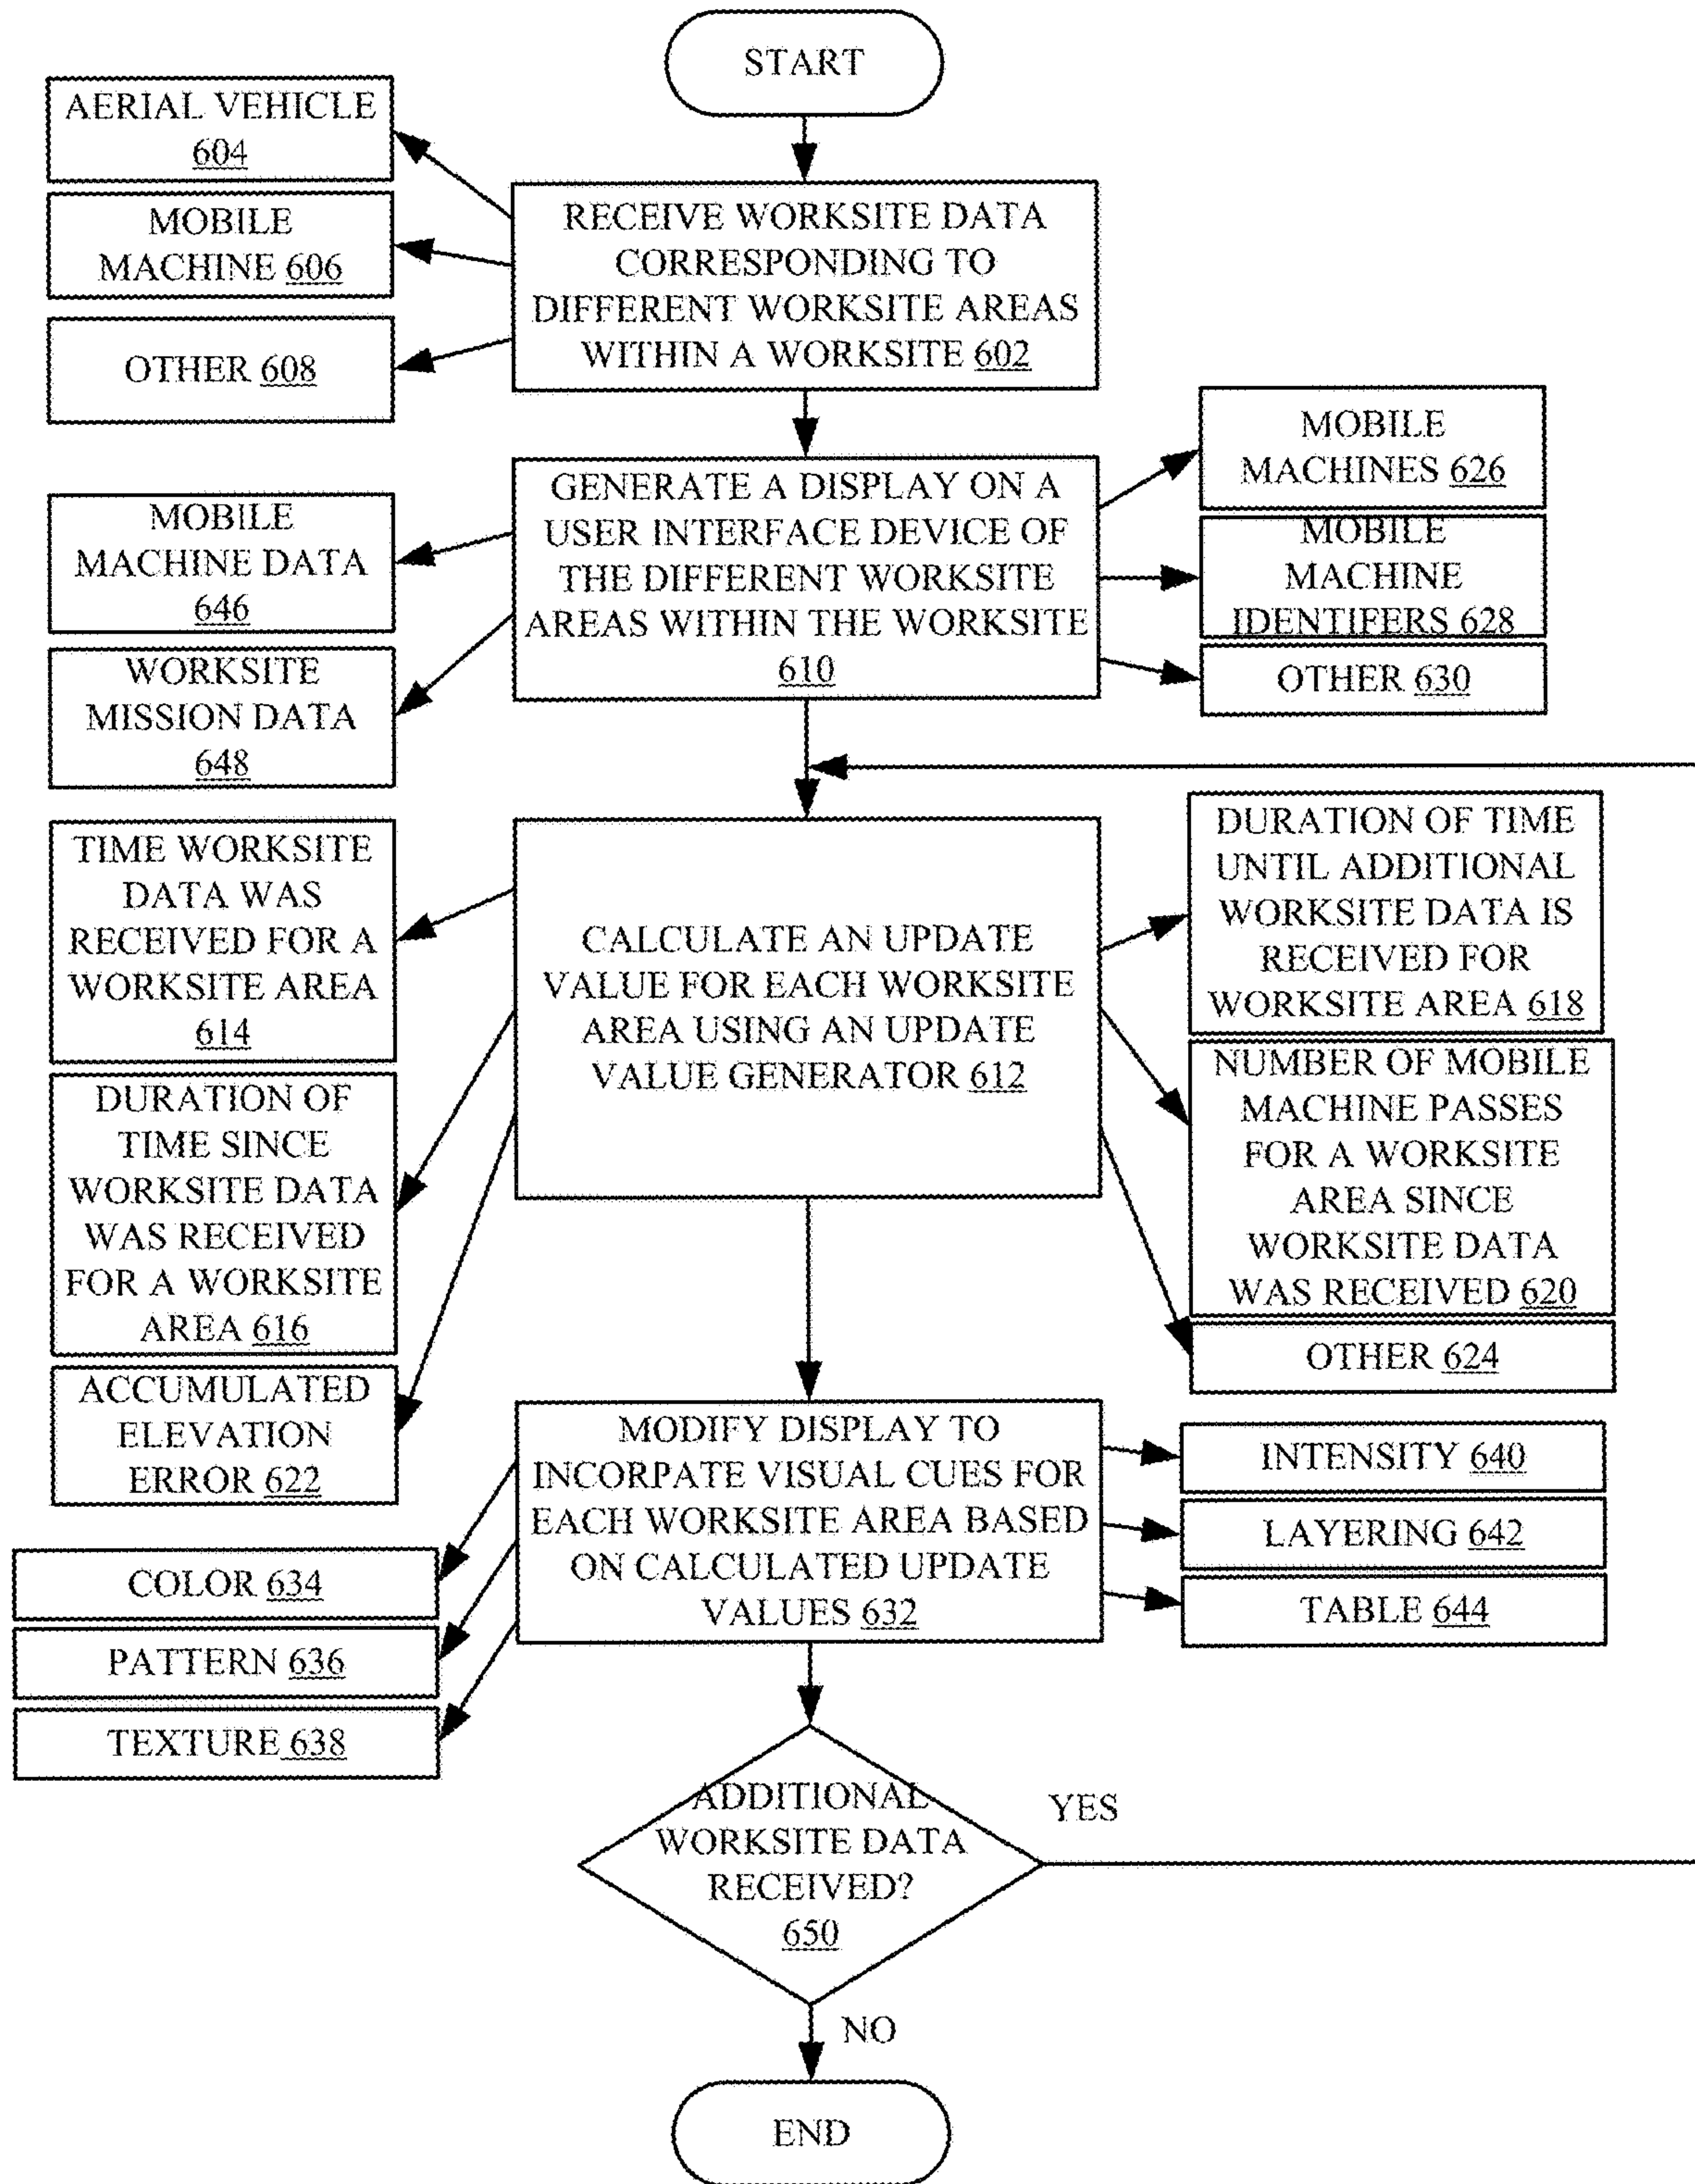 START
AERIAL VEHICLE
604
MOBILE
MACHINE 606
OTHER 608
RECEIVE WORKSITE DATA
CORRESPONDING TO
DIFFERENT WORKSITE AREAS
WITHIN A WORKSITE 602
GENERATE A DISPLAY ON A
USER INTERFACE DEVICE OF
THE DIFFERENT WORKSITE
AREAS WITHIN THE WORKSITE
610
MOBILE
MACHINES 626
MOBILE
MACHINE
IDENTIFERS 628
OTHER 630
MOBILE
MACHINE DATA
646
WORKSITE
MISSION DATA
648
TIME WORKSITE
DATA WAS
RECEIVED FOR A
WORKSITE AREA
614
DURATION OF
TIME SINCE
WORKSITE DATA
WAS RECEIVED
FOR A WORKSITE
AREA 616
ACCUMULATED
ELEVATION
ERROR 622
CALCULATE AN UPDATE
VALUE FOR EACH WORKSITE
AREA USING AN UPDATE
VALUE GENERATOR 612
DURATION OF TIME
UNTIL ADDITIONAL
WORKSITE DATA IS
RECEIVED FOR
WORKSITE AREA 618
NUMBER OF MOBILE
MACHINE PASSES
FOR A WORKSITE
AREA SINCE
WORKSITE DATA
WAS RECEIVED 620
OTHER 624
MODIFY DISPLAY TO
INCORPATE VISUAL CUES FOR
EACH WORKSITE AREA BASED
ON CALCULATED UPDATE
VALUES 632
COLOR 634
PATTERN 636
TEXTURE 638
INTENSITY 640
LAYERING 642
TABLE 644
ADDITIONAL
WORKSITE DATA
RECEIVED?
650
YES
NO
END